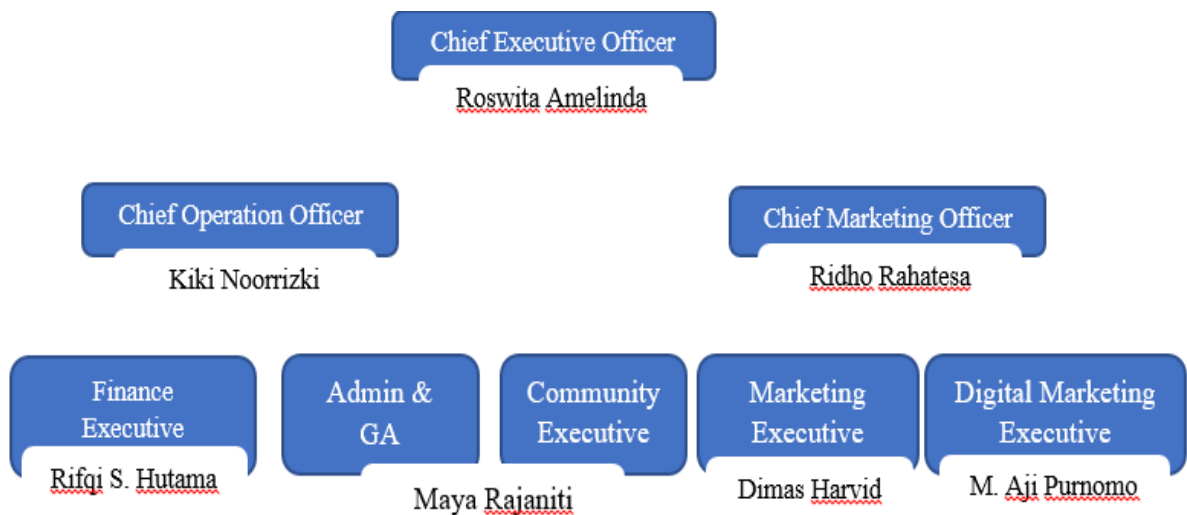 Chief Executive Officer
Roswita Amelinda
Chief Operation Officer
Kiki Noorrizki
Chief Marketing Officer
Ridho Rahatesa
Finance
Executive
Rifqi S. Hutama
Admin &
GA
Community
Executive
Maya Rajaniti
Marketing
Executive
Dimas Harvid
Digital Marketing
Executive
M. Aji Purnomo